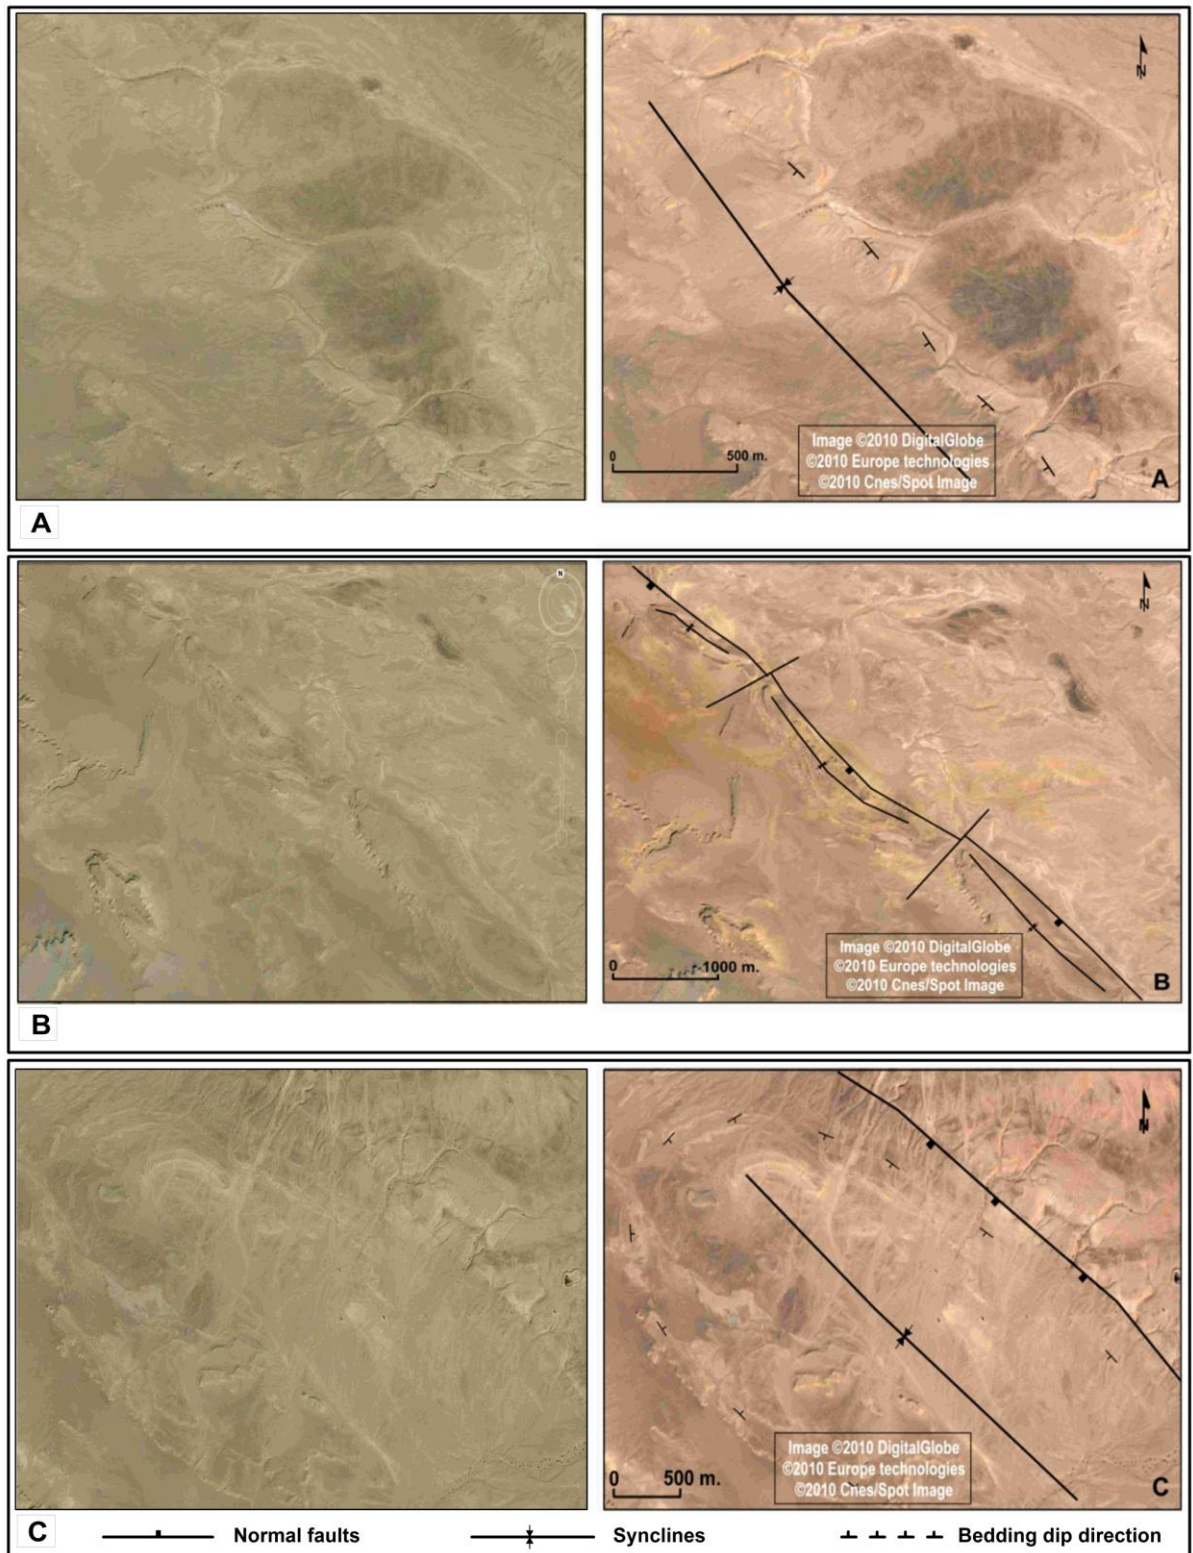 N
0
500 m.
Image ©2010 DigitalGlobe
©2010 Europe technologies
©2010 Cnes/Spot Image
A
A
N
N
0
1000 m.
Image ©2010 DigitalGlobe
©2010 Europe technologies
©2010 Cnes/Spot Image
B
B
N
0
500 m.
Image ©2010 DigitalGlobe
©2010 Europe technologies
©2010 Cnes/Spot Image
C
C
Normal faults
Synclines
Bedding dip direction